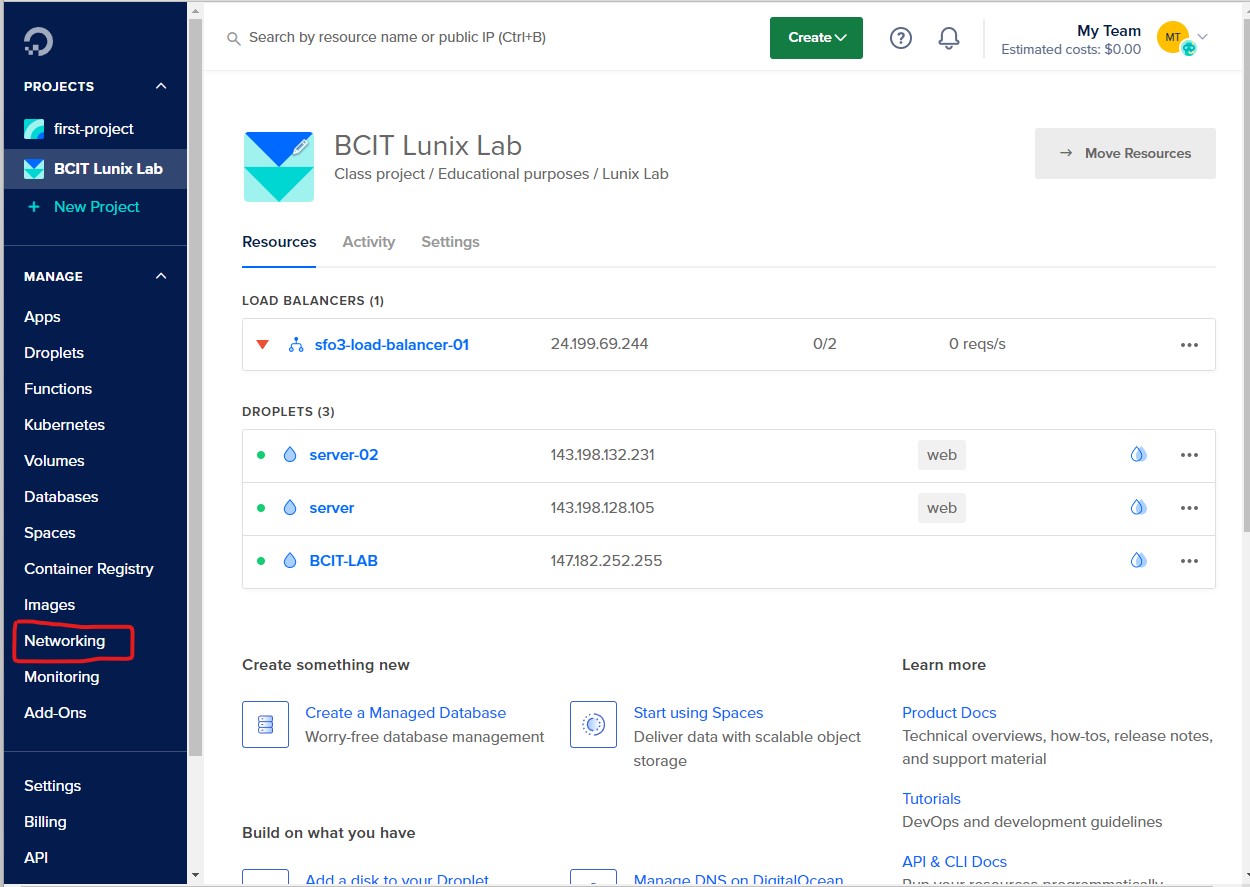 Search by resource name or public IP (Ctrl+B)
Create
My Team
Estimated costs: $0.00
MT
PROJECTS
first-project
BCIT Lunix Lab
+ New Project
MANAGE
Apps
Droplets
Functions
Kubernetes
Volumes
Databases
Spaces
Container Registry
Images
Networking
Monitoring
Add-Ons
Settings
Billing
API
BCIT Lunix Lab
Class project / Educational purposes / Lunix Lab
→ Move Resources
Resources Activity Settings
LOAD BALANCERS (1)
sfo3-load-balancer-01 24.199.69.244 0/2 0 reqs/s
DROPLETS (3)
server-02 143.198.132.231 web
server 143.198.128.105 web
BCIT-LAB 147.182.252.255
Create something new
Create a Managed Database
Worry-free database management
Start using Spaces
Deliver data with scalable object
storage
Build on what you have
Add a disk to your Droplet
Manage DNS on DigitalOcean
Learn more
Product Docs
Technical overviews, how-tos, release notes,
and support material
Tutorials
DevOps and development guidelines
API & CLI Docs
Run your resources programmatically